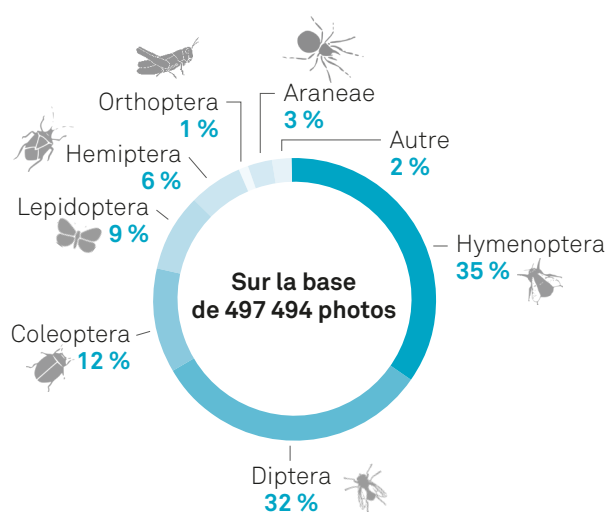 Orthoptera
1 %
Araneae
3 %
Autre
2 %
Hemiptera
6 %
Lepidoptera
9 %
Hymenoptera
35 %
Sur la base
de 497 494 photos
Coleoptera
12 %
Diptera
32 %